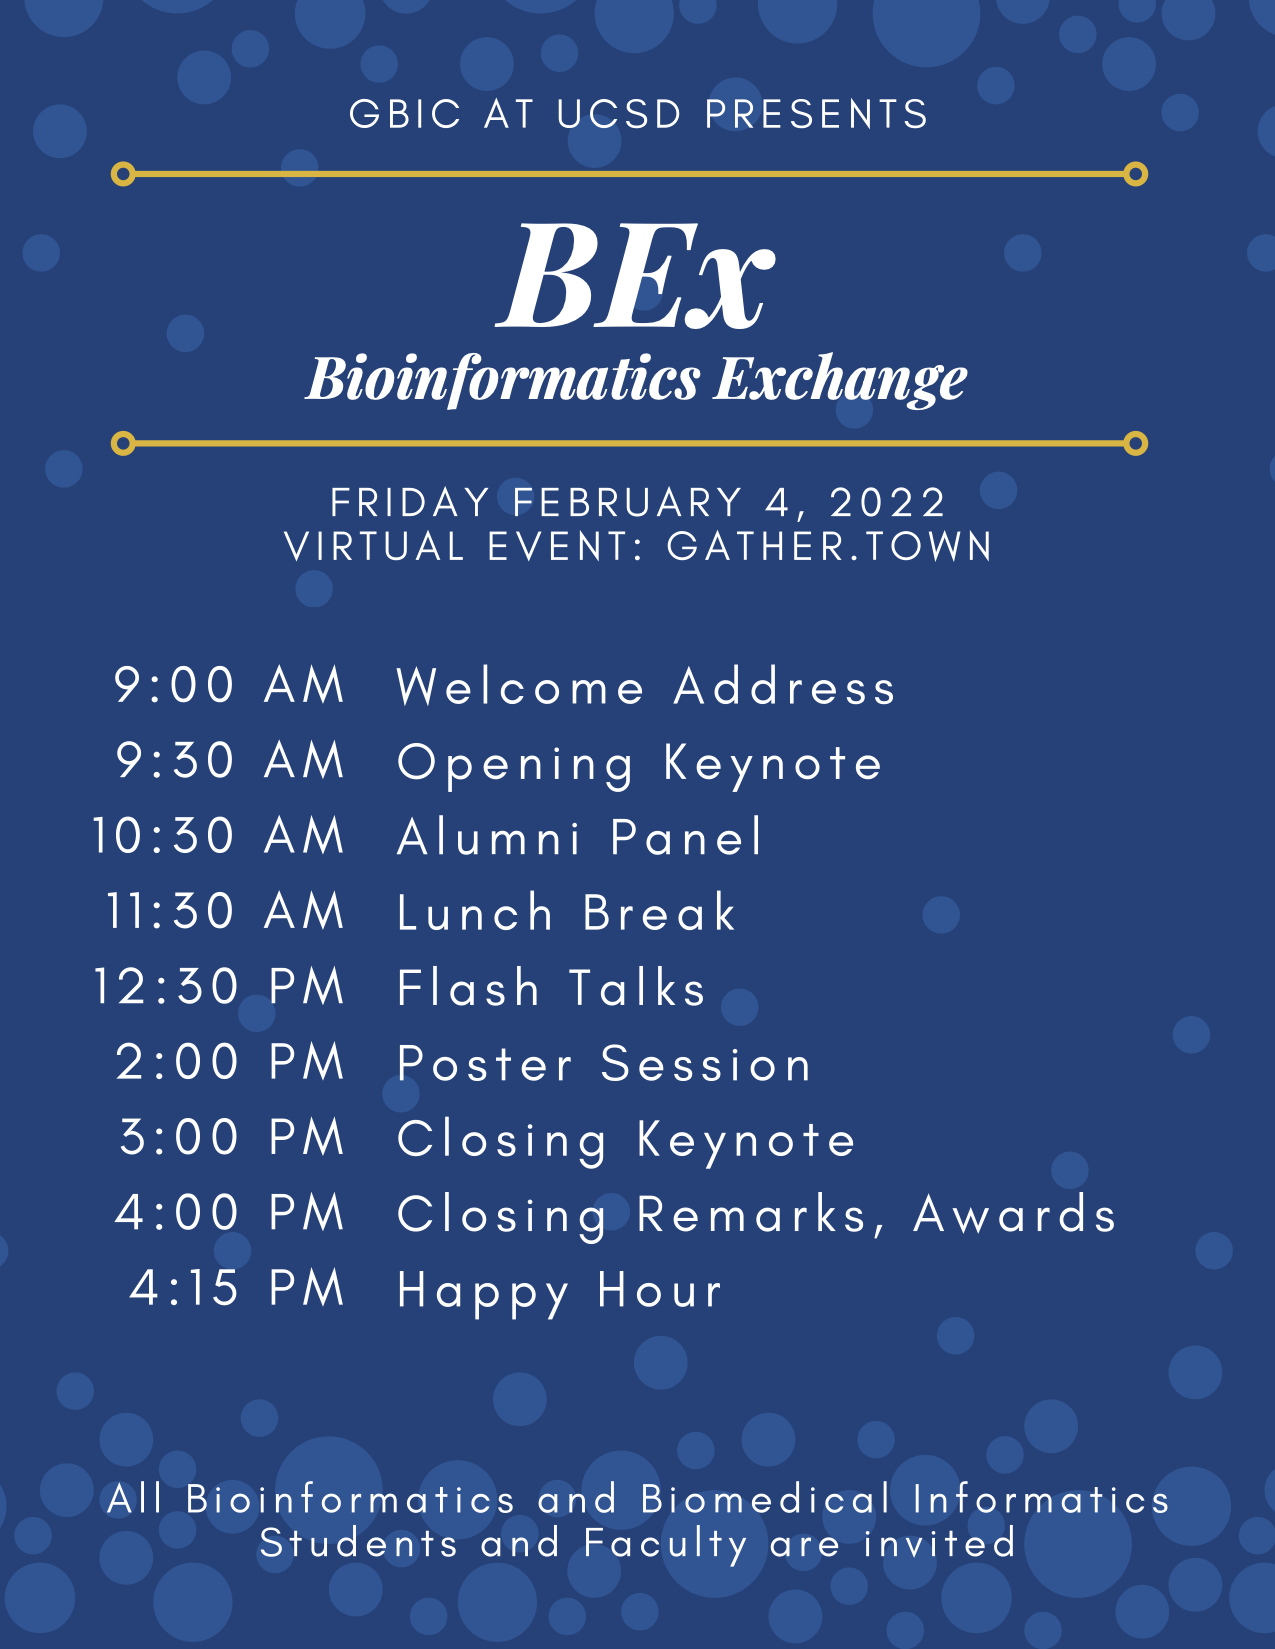 GBIC AT UCSD PRESENTS
BEx
Bioinformatics Exchange
FRIDAY FEBRUARY 4, 2022
VIRTUAL EVENT: GATHER.TOWN
9:00 AM Welcome Address
9:30 AM Opening Keynote
10:30 AM Alumni Panel
11:30 AM Lunch Break
12:30 PM Flash Talks
2:00 PM Poster Session
3:00 PM Closing Keynote
4:00 PM Closing Remarks, Awards
4:15 PM Happy Hour
All Bioinformatics and Biomedical Informatics
Students and Faculty are invited